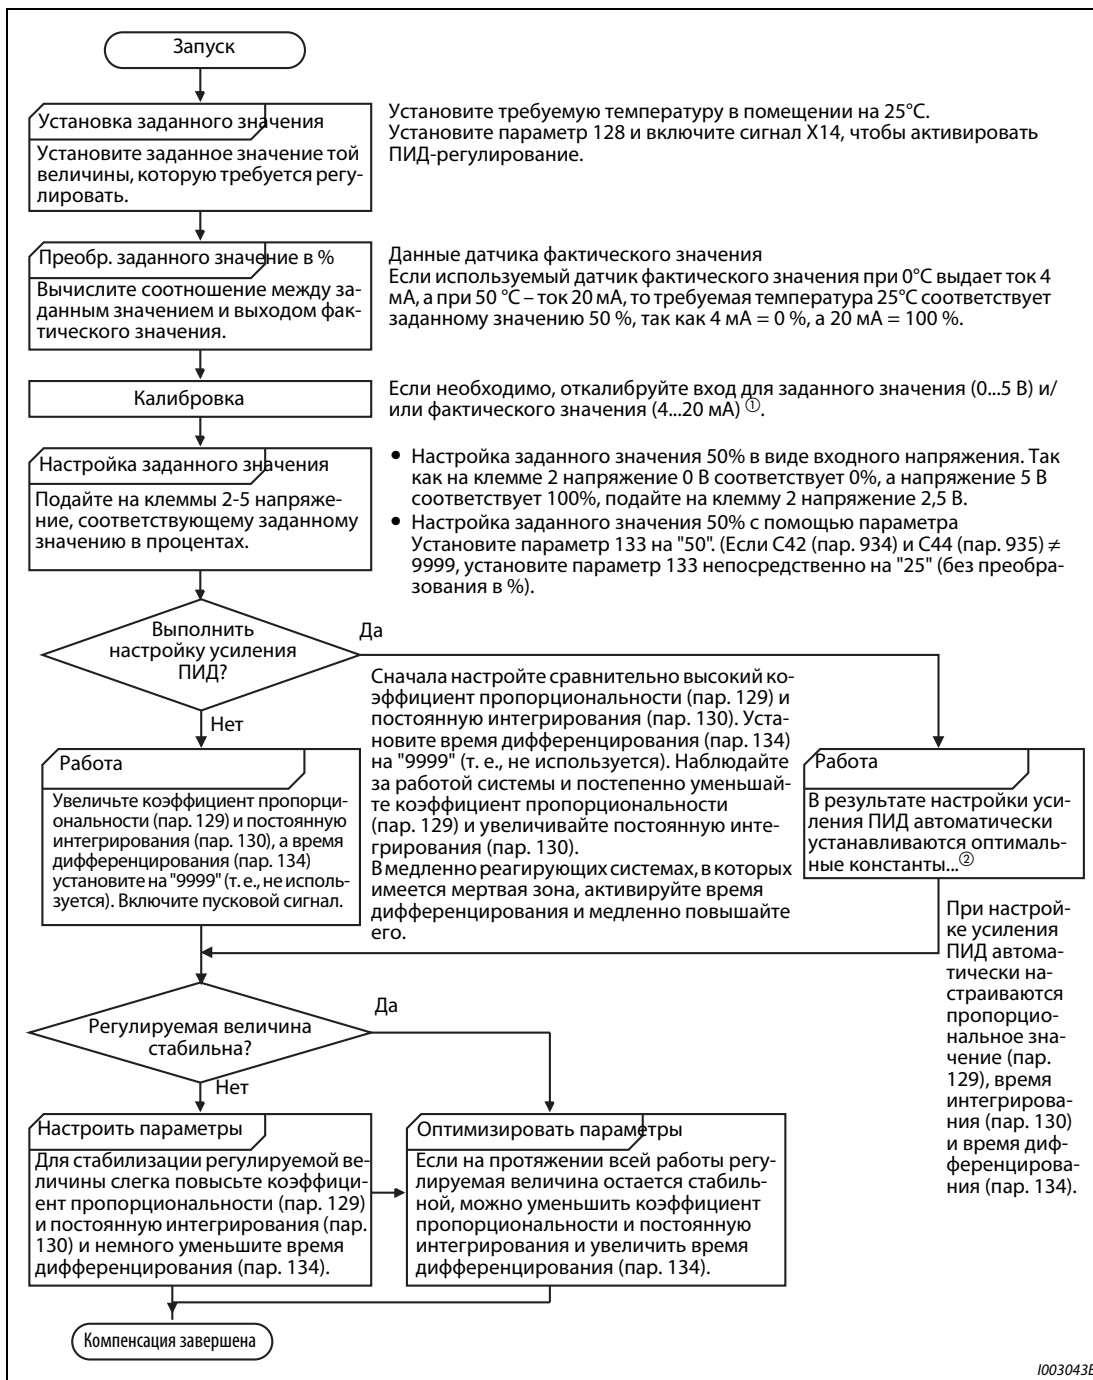 Запуск
Установка заданного значения
Установите заданное значение той
величины, которую требуется регу-
лировать.
Установите требуемую температуру в помещении на 25°C.
Установите параметр 128 и включите сигнал X14, чтобы активировать
ПИД-регулирование.
Преобр. заданного значение в %
Вычислите соотношение между за-
данным значением и выходом фак-
тического значения.
Данные датчика фактического значения
Если используемый датчик фактического значения при 0°C выдает ток 4
мА, а при 50 °C – ток 20 мА, то требуемая температура 25°C соответствует
заданному значению 50 %, так как 4 мА = 0 %, а 20 мА = 100 %.
Калибровка
Если необходимо, откалибруйте вход для заданного значения (0...5 В) и/
или фактического значения (4...20 мА) ①.
Настройка заданного значения
Подайте на клеммы 2-5 напряже-
ние, соответствующему заданному
значению в процентах.
• Настройка заданного значения 50% в виде входного напряжения. Так
как на клемме 2 напряжение 0 В соответствует 0%, а напряжение 5 В
соответствует 100%, подайте на клемму 2 напряжение 2,5 В.
• Настройка заданного значения 50% с помощью параметра
Установите параметр 133 на "50". (Если C42 (пар. 934) и C44 (пар. 935) ≠
9999, установите параметр 133 непосредственно на "25" (без преобра-
зования в %).
Выполнить
настройку усиления
ПИД?
Да
Нет
Сначала настройте сравнительно высокий ко-
эффициент пропорциональности (пар. 129) и
постоянную интегрирования (пар. 130). Уста-
новите время дифференцирования (пар. 134)
на "9999" (т. е., не используется). Наблюдайте
за работой системы и постепенно уменьшай-
те коэффициент пропорциональности
(пар. 129) и увеличивайте постоянную инте-
грирования (пар. 130).
В медленно реагирующих системах, в которых
имеется мертвая зона, активируйте время
дифференцирования и медленно повышайте
его.
Работа
Увеличьте коэффициент пропорци-
ональности (пар. 129) и постоянную
интегрирования (пар. 130), а время
дифференцирования (пар. 134)
установите на "9999" (т. е., не исполь-
зуется). Включите пусковой сигнал.
Работа
В результате настройки уси-
ления ПИД автоматически
устанавливаются оптималь-
ные константы... ②
При настрой-
ке усиления
ПИД автома-
тически на-
страиваются
пропорцио-
нальное зна-
чение (пар.
129), время
интегрирова-
ния (пар. 130)
и время диф-
ференцирова-
ния (пар. 134).
Регулируемая величина
стабильна?
Да
Нет
Настроить параметры
Для стабилизации регулируемой ве-
личины слегка повысьте коэффици-
ент пропорциональности (пар. 129)
и постоянную интегрирования (пар.
130) и немного уменьшите время
дифференцирования (пар. 134).
Оптимизировать параметры
Если на протяжении всей работы регу-
лируемая величина остается стабиль-
ной, можно уменьшить коэффициент
пропорциональности и постоянную
интегрирования и увеличить время
дифференцирования (пар. 134).
Компенсация завершена
I003043E